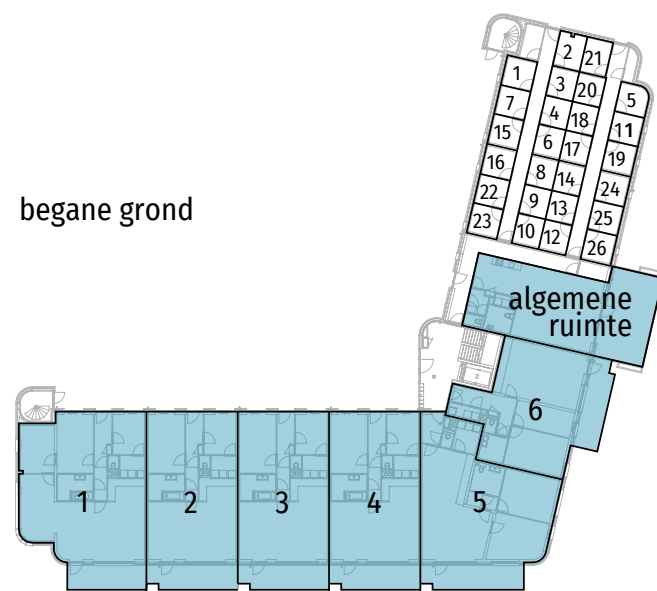 2 21
1 3 20 5
7 4 18 11
15 6 17 19
16 8 14 24
22 9 13 25
23 10 12 26
begane grond
algemene
ruimte
6
1 2 3 4 5